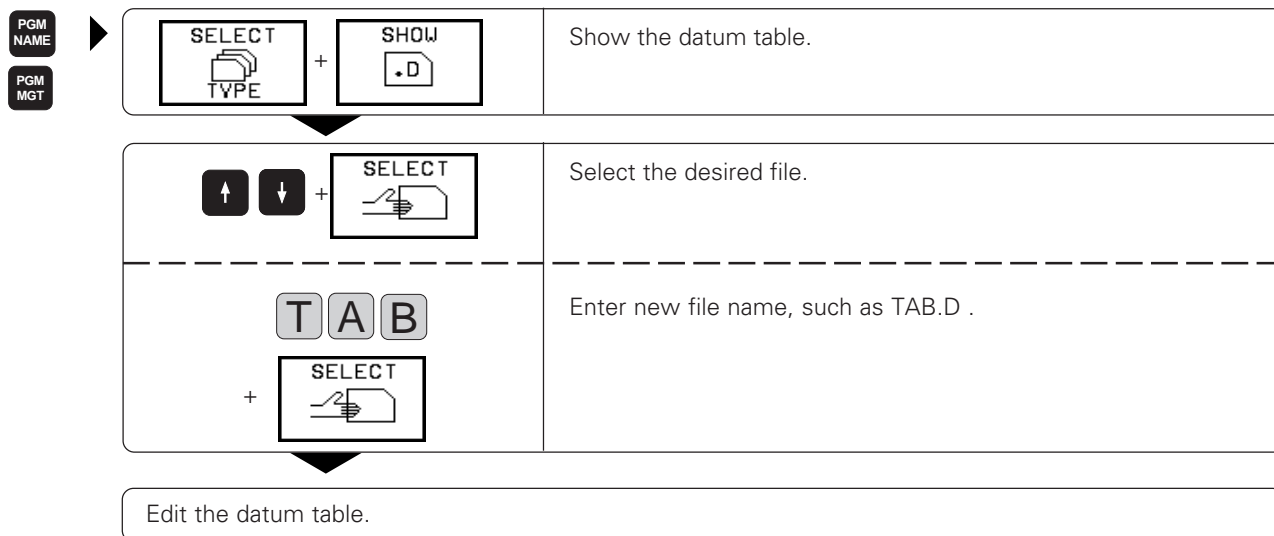 PGM
NAME
PGM
MGT
SELECT
TYPE
+
SHOW
.D
Show the datum table.
+
SELECT
Select the desired file.
T A B
+
SELECT
Enter new file name, such as TAB.D .
Edit the datum table.